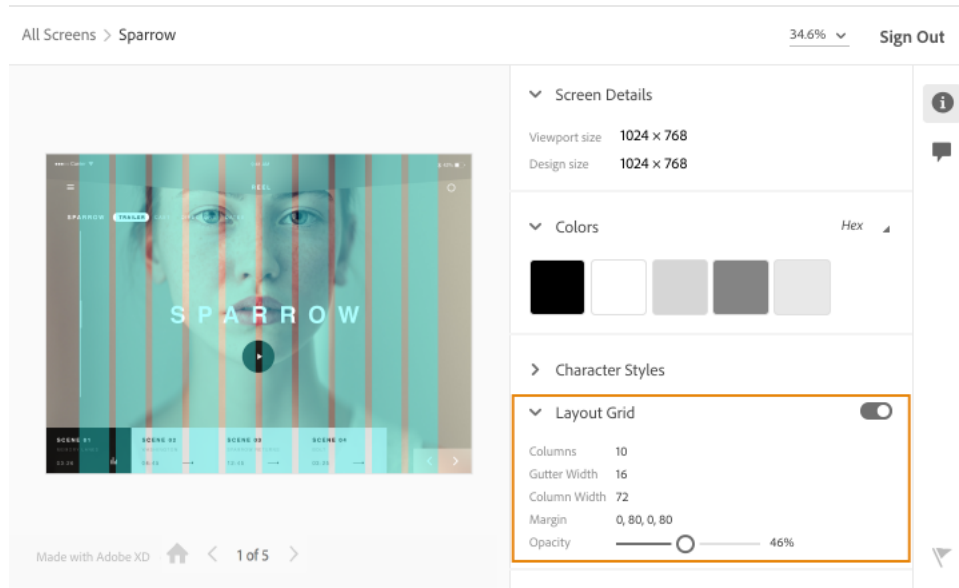 All Screens > Sparrow
34.6%
Sign Out
Screen Details
Viewport size 1024 × 768
Design size 1024 × 768
Colors
Hex
Character Styles
Layout Grid
Columns 10
Gutter Width 16
Column Width 72
Margin 0, 80, 0, 80
Opacity 46%
REEL
SPARROW TRAILER
SPARROW
SCENE 01 SCENE 02 SCENE 03 SCENE 04
Made with Adobe XD
1 of 5